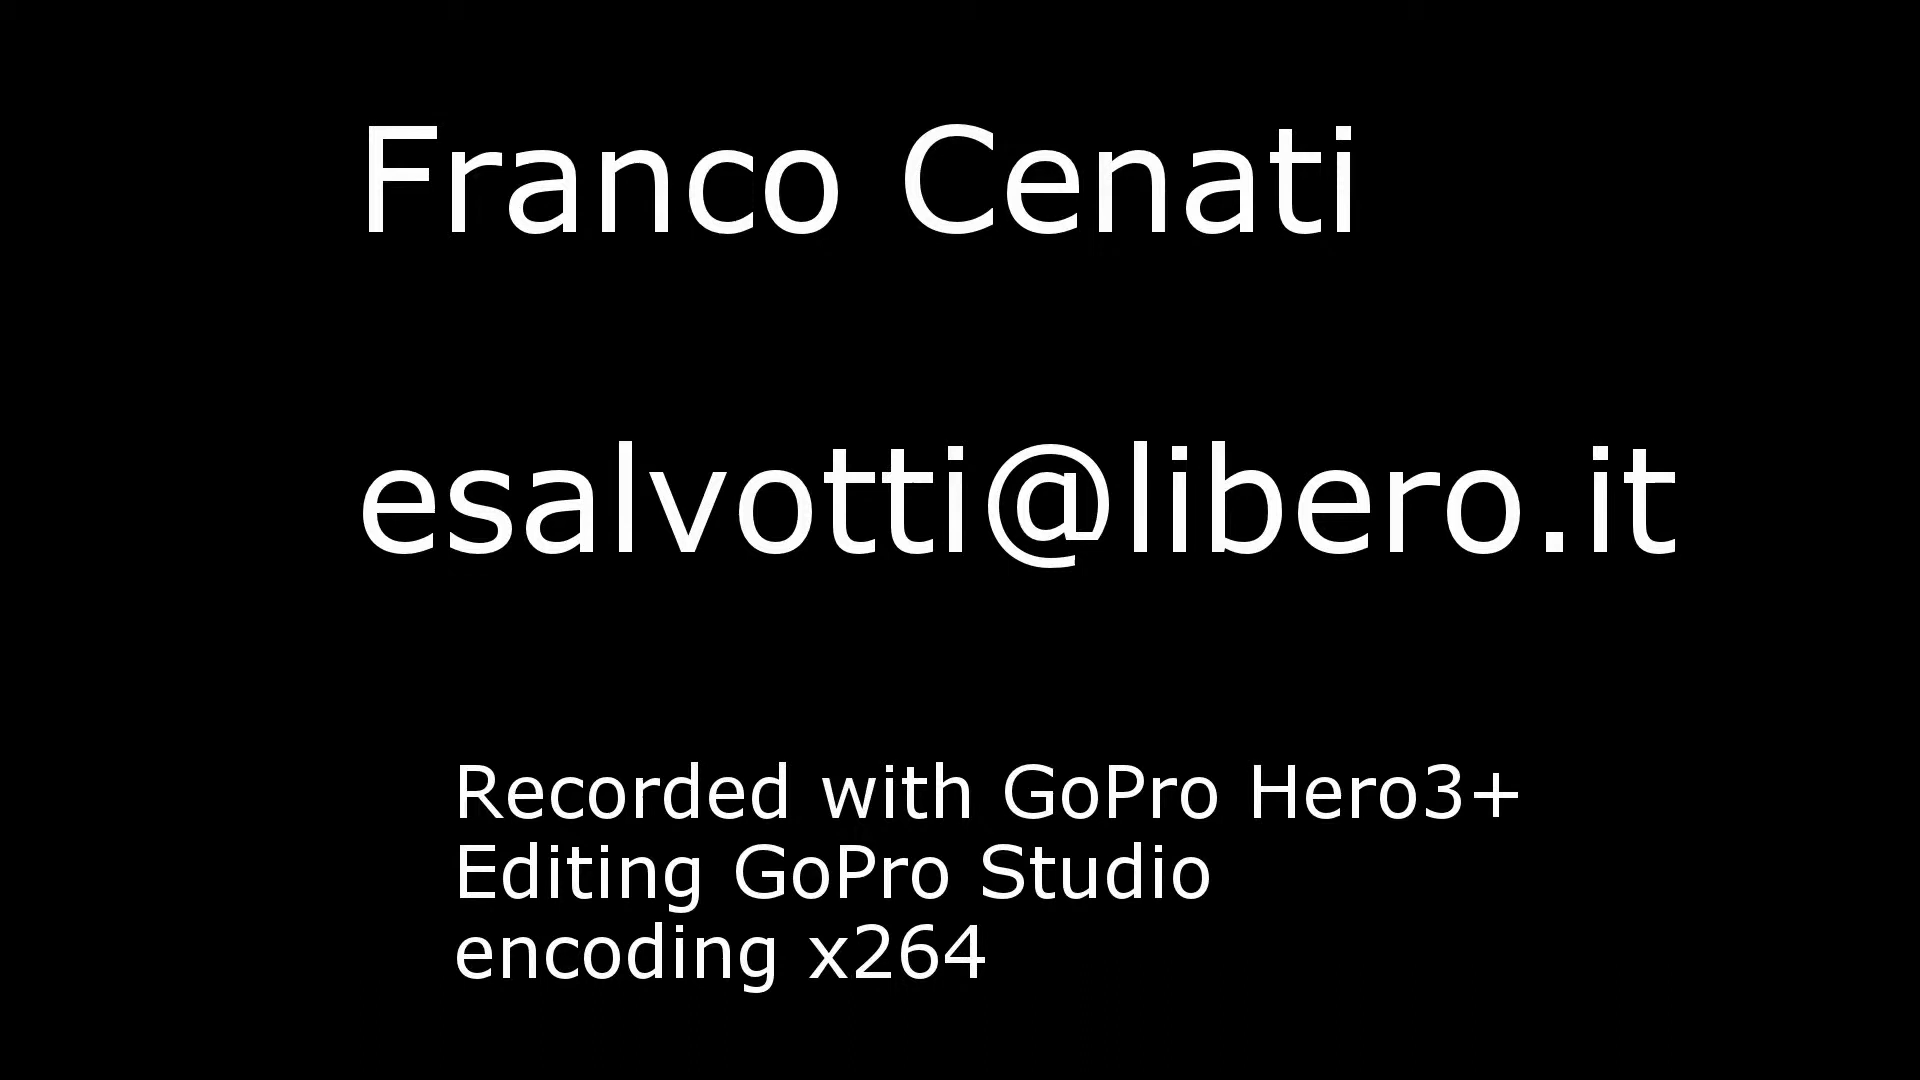 Franco Cenati
esalvotti@libero.it
Recorded with GoPro Hero3+
Editing GoPro Studio
encoding x264